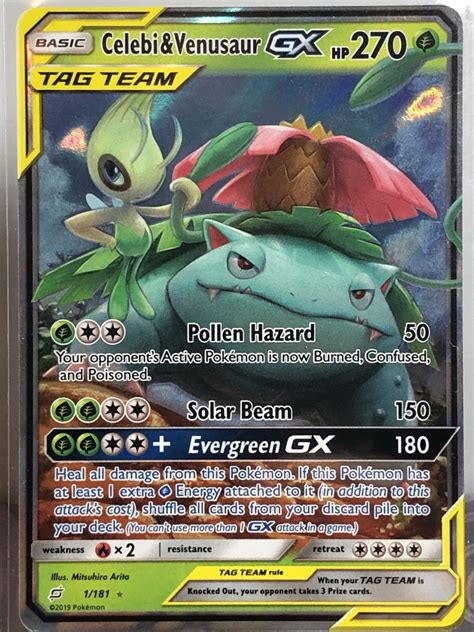 BASIC Celebi&Venusaur GX HP270
TAG TEAM
Pollen Hazard 50
Your opponent's Active Pokémon is now Burned, Confused,
and Poisoned.
Solar Beam 150
+ Evergreen GX 180
Heal all damage from this Pokémon. If this Pokémon has
at least 1 extra Energy attached to it (in addition to this
attack's cost), shuffle all cards from your discard pile into
your deck. (You can't use more than 1 GX attack in a game.)
weakness ×2 resistance retreat
Illus. Mitsuhiro Arita
TAG TEAM rule
When your TAG TEAM is
Knocked Out, your opponent takes 3 Prize cards.
1/181
©2019 Pokémon